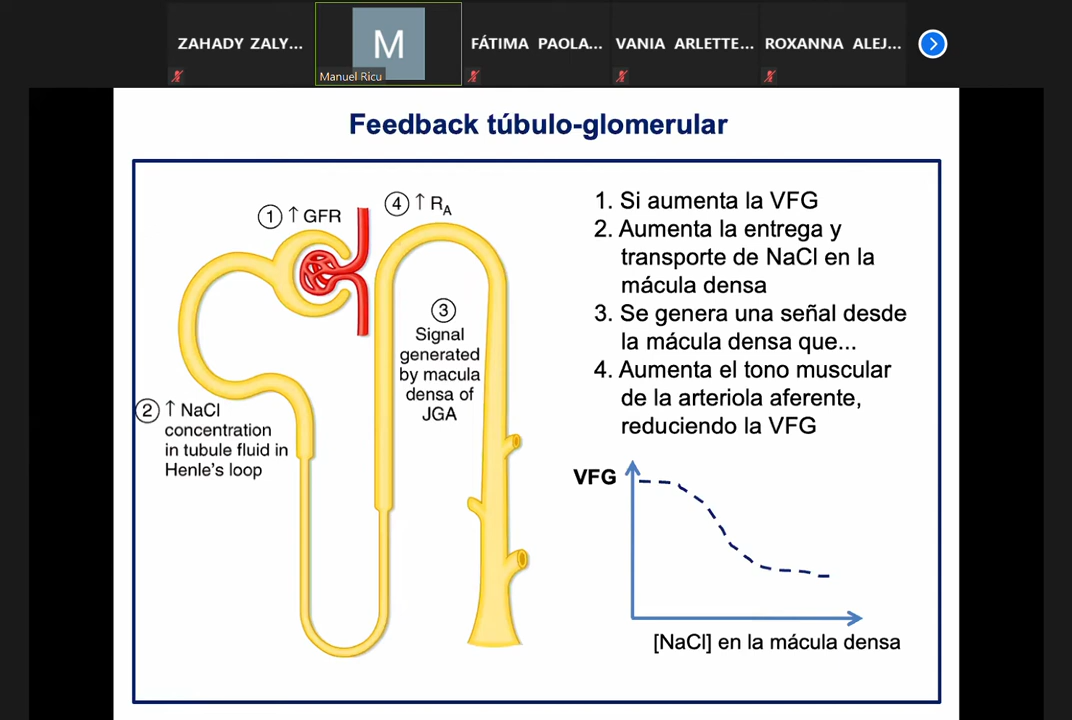 ZAHADY ZALY...
M
Manuel Ricu
FÁTIMA PAOLA...
VANIA ARLETTE...
ROXANNA ALEJ...
Feedback túbulo-glomerular
1 ↑ GFR
4 ↑ RA
3
Signal
generated
by macula
densa of
JGA
2 ↑ NaCl
concentration
in tubule fluid in
Henle's loop
1. Si aumenta la VFG
2. Aumenta la entrega y
transporte de NaCl en la
mácula densa
3. Se genera una señal desde
la mácula densa que...
4. Aumenta el tono muscular
de la arteriola aferente,
reduciendo la VFG
VFG
[NaCl] en la mácula densa